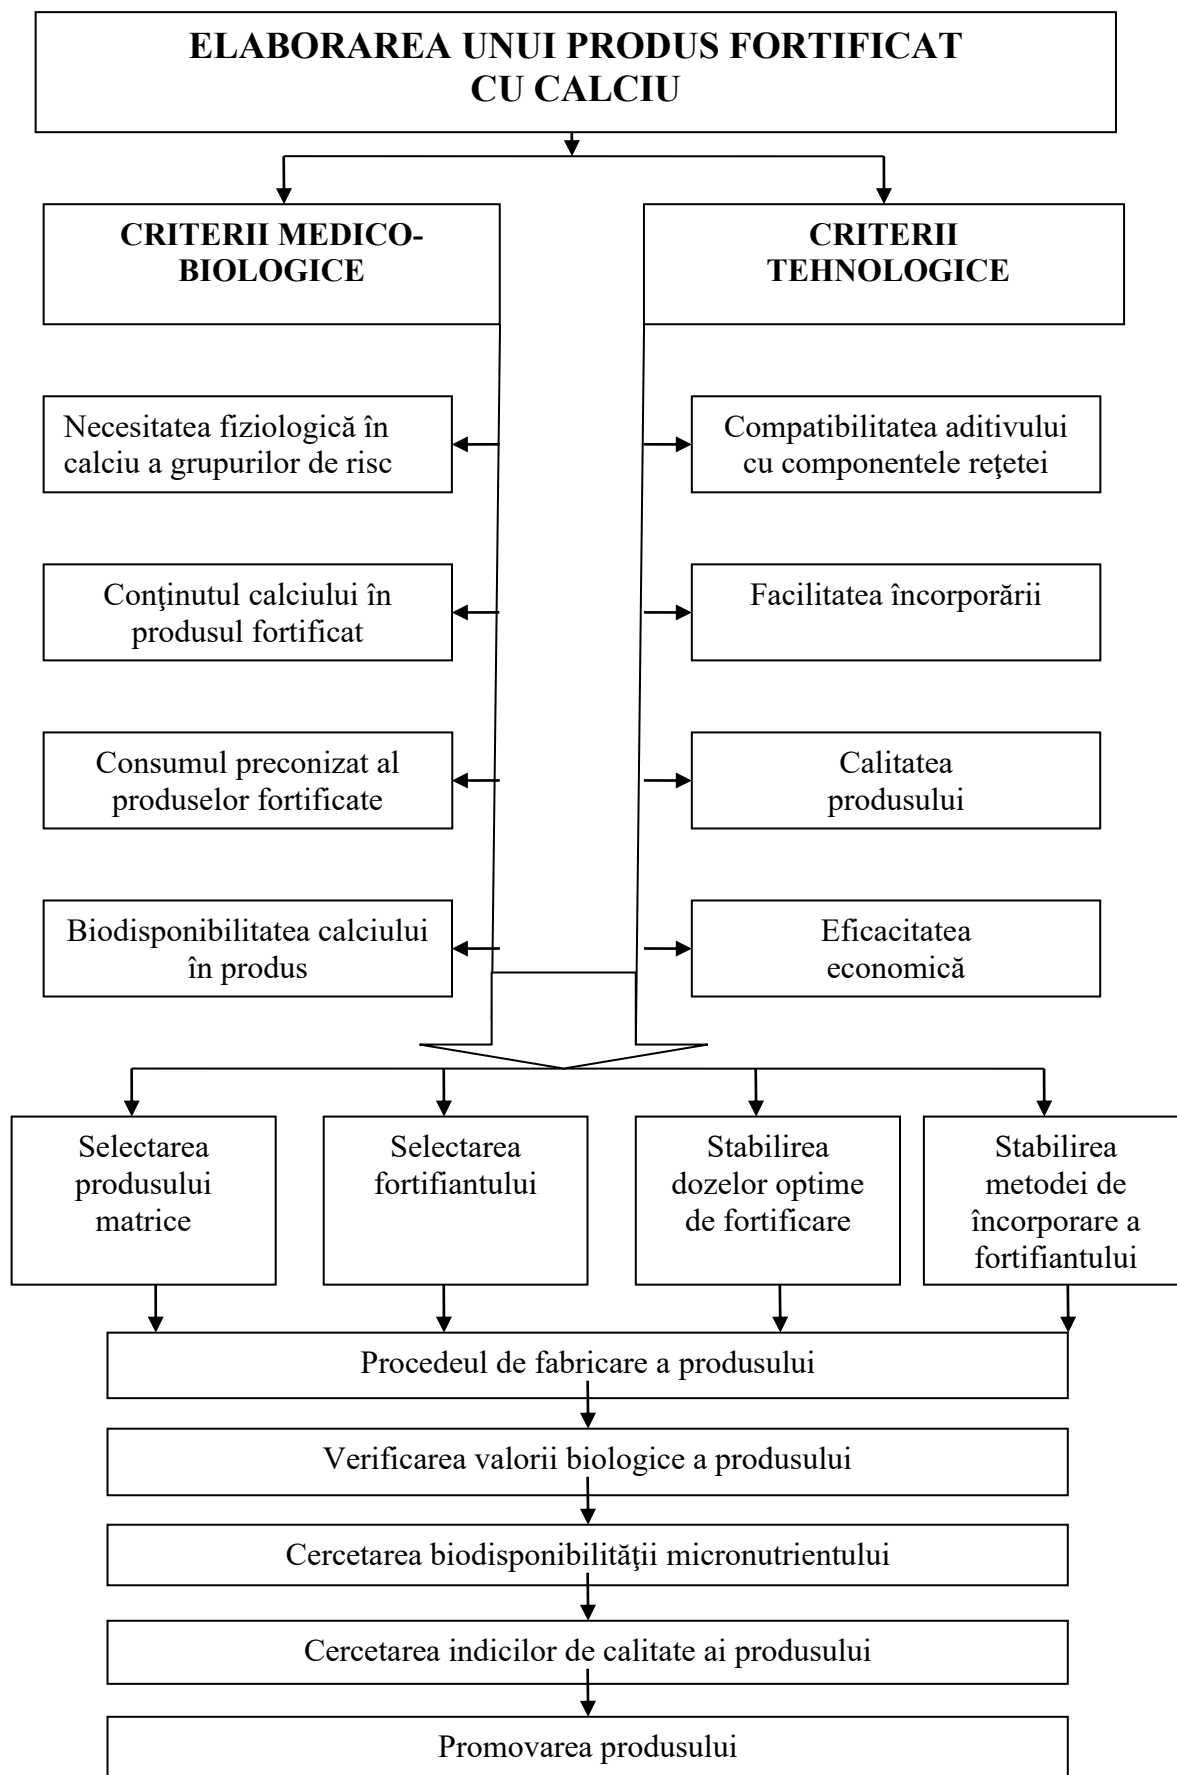 ELABORAREA UNUI PRODUS FORTIFICAT
CU CALCIU
CRITERII MEDICO-
BIOLOGICE
CRITERII
TEHNOLOGICE
Necesitatea fiziologică în
calciu a grupurilor de risc
Compatibilitatea aditivului
cu componentele reţetei
Conţinutul calciului în
produsul fortificat
Facilitatea încorporării
Consumul preconizat al
produselor fortificate
Calitatea
produsului
Biodisponibilitatea calciului
în produs
Eficacitatea
economică
Selectarea
produsului
matrice
Selectarea
fortifiantului
Stabilirea
dozelor optime
de fortificare
Stabilirea
metodei de
încorporare a
fortifiantului
Procedeul de fabricare a produsului
Verificarea valorii biologice a produsului
Cercetarea biodisponibilităţii micronutrientului
Cercetarea indicilor de calitate ai produsului
Promovarea produsului